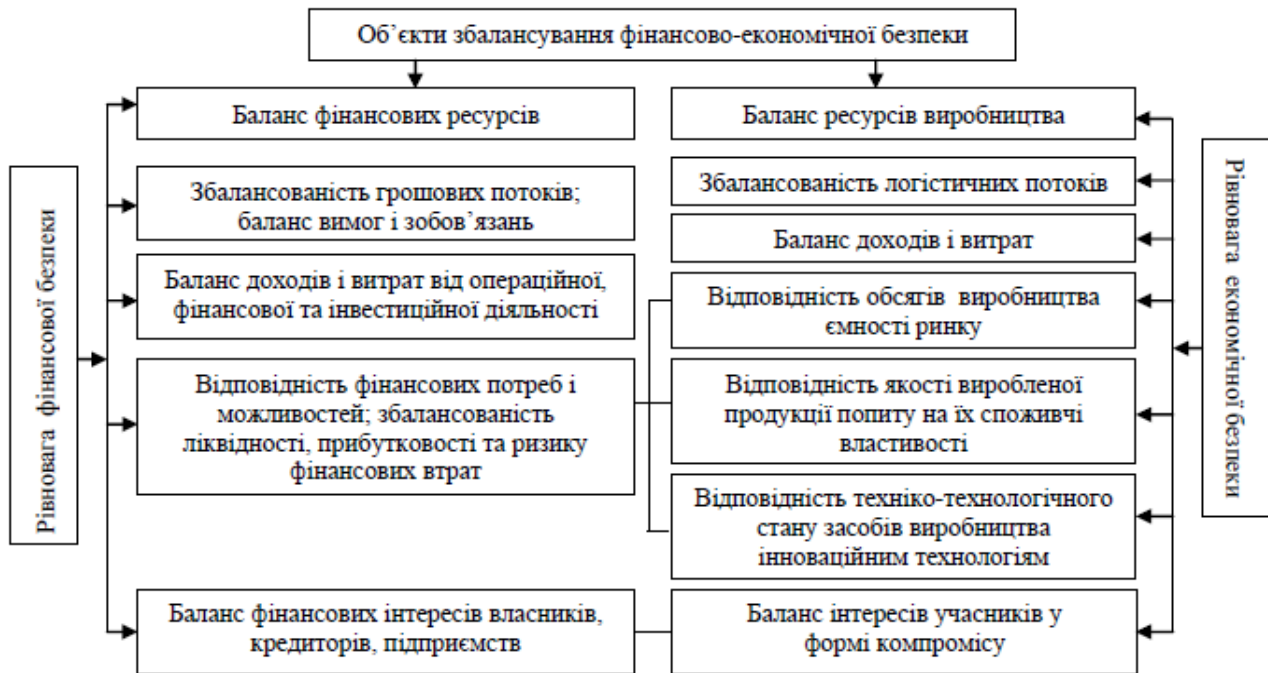 Об’єкти збалансування фінансово-економічної безпеки
Рівновага фінансової безпеки
Баланс фінансових ресурсів
Збалансованість грошових потоків;
баланс вимог і зобов’язань
Баланс доходів і витрат від операційної,
фінансової та інвестиційної діяльності
Відповідність фінансових потреб і
можливостей; збалансованість
ліквідності, прибутковості та ризику
фінансових втрат
Баланс фінансових інтересів власників,
кредиторів, підприємств
Баланс ресурсів виробництва
Збалансованість логістичних потоків
Баланс доходів і витрат
Відповідність обсягів виробництва
ємності ринку
Відповідність якості виробленої
продукції попиту на їх споживчі
властивості
Відповідність техніко-технологічного
стану засобів виробництва
інноваційним технологіям
Баланс інтересів учасників у
формі компромісу
Рівновага економічної безпеки